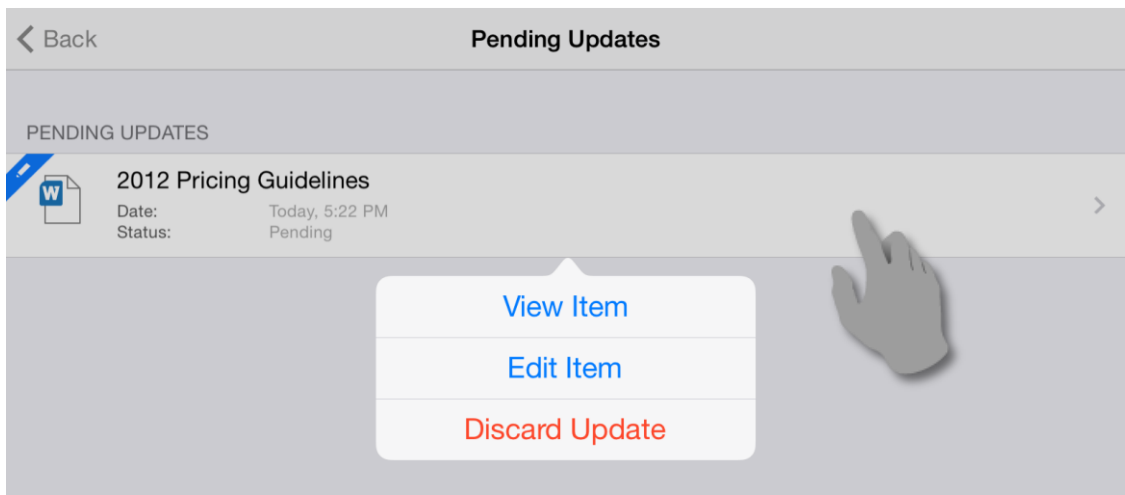 Back
Pending Updates
PENDING UPDATES
W
2012 Pricing Guidelines
Date: Today, 5:22 PM
Status: Pending
View Item
Edit Item
Discard Update